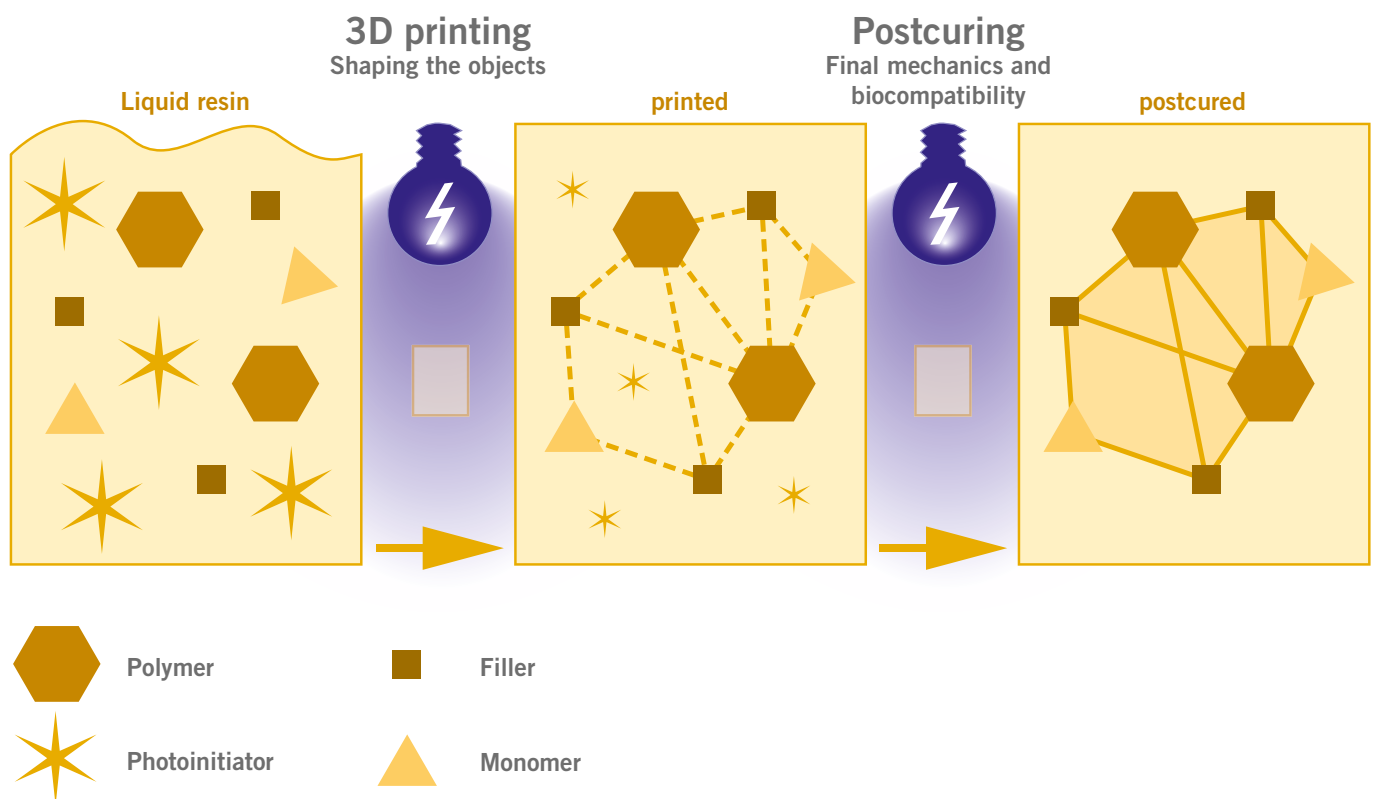 3D printing
Shaping the objects
Postcuring
Final mechanics and
biocompatibility
Liquid resin
printed
postcured
Polymer
Filler
Photoinitiator
Monomer